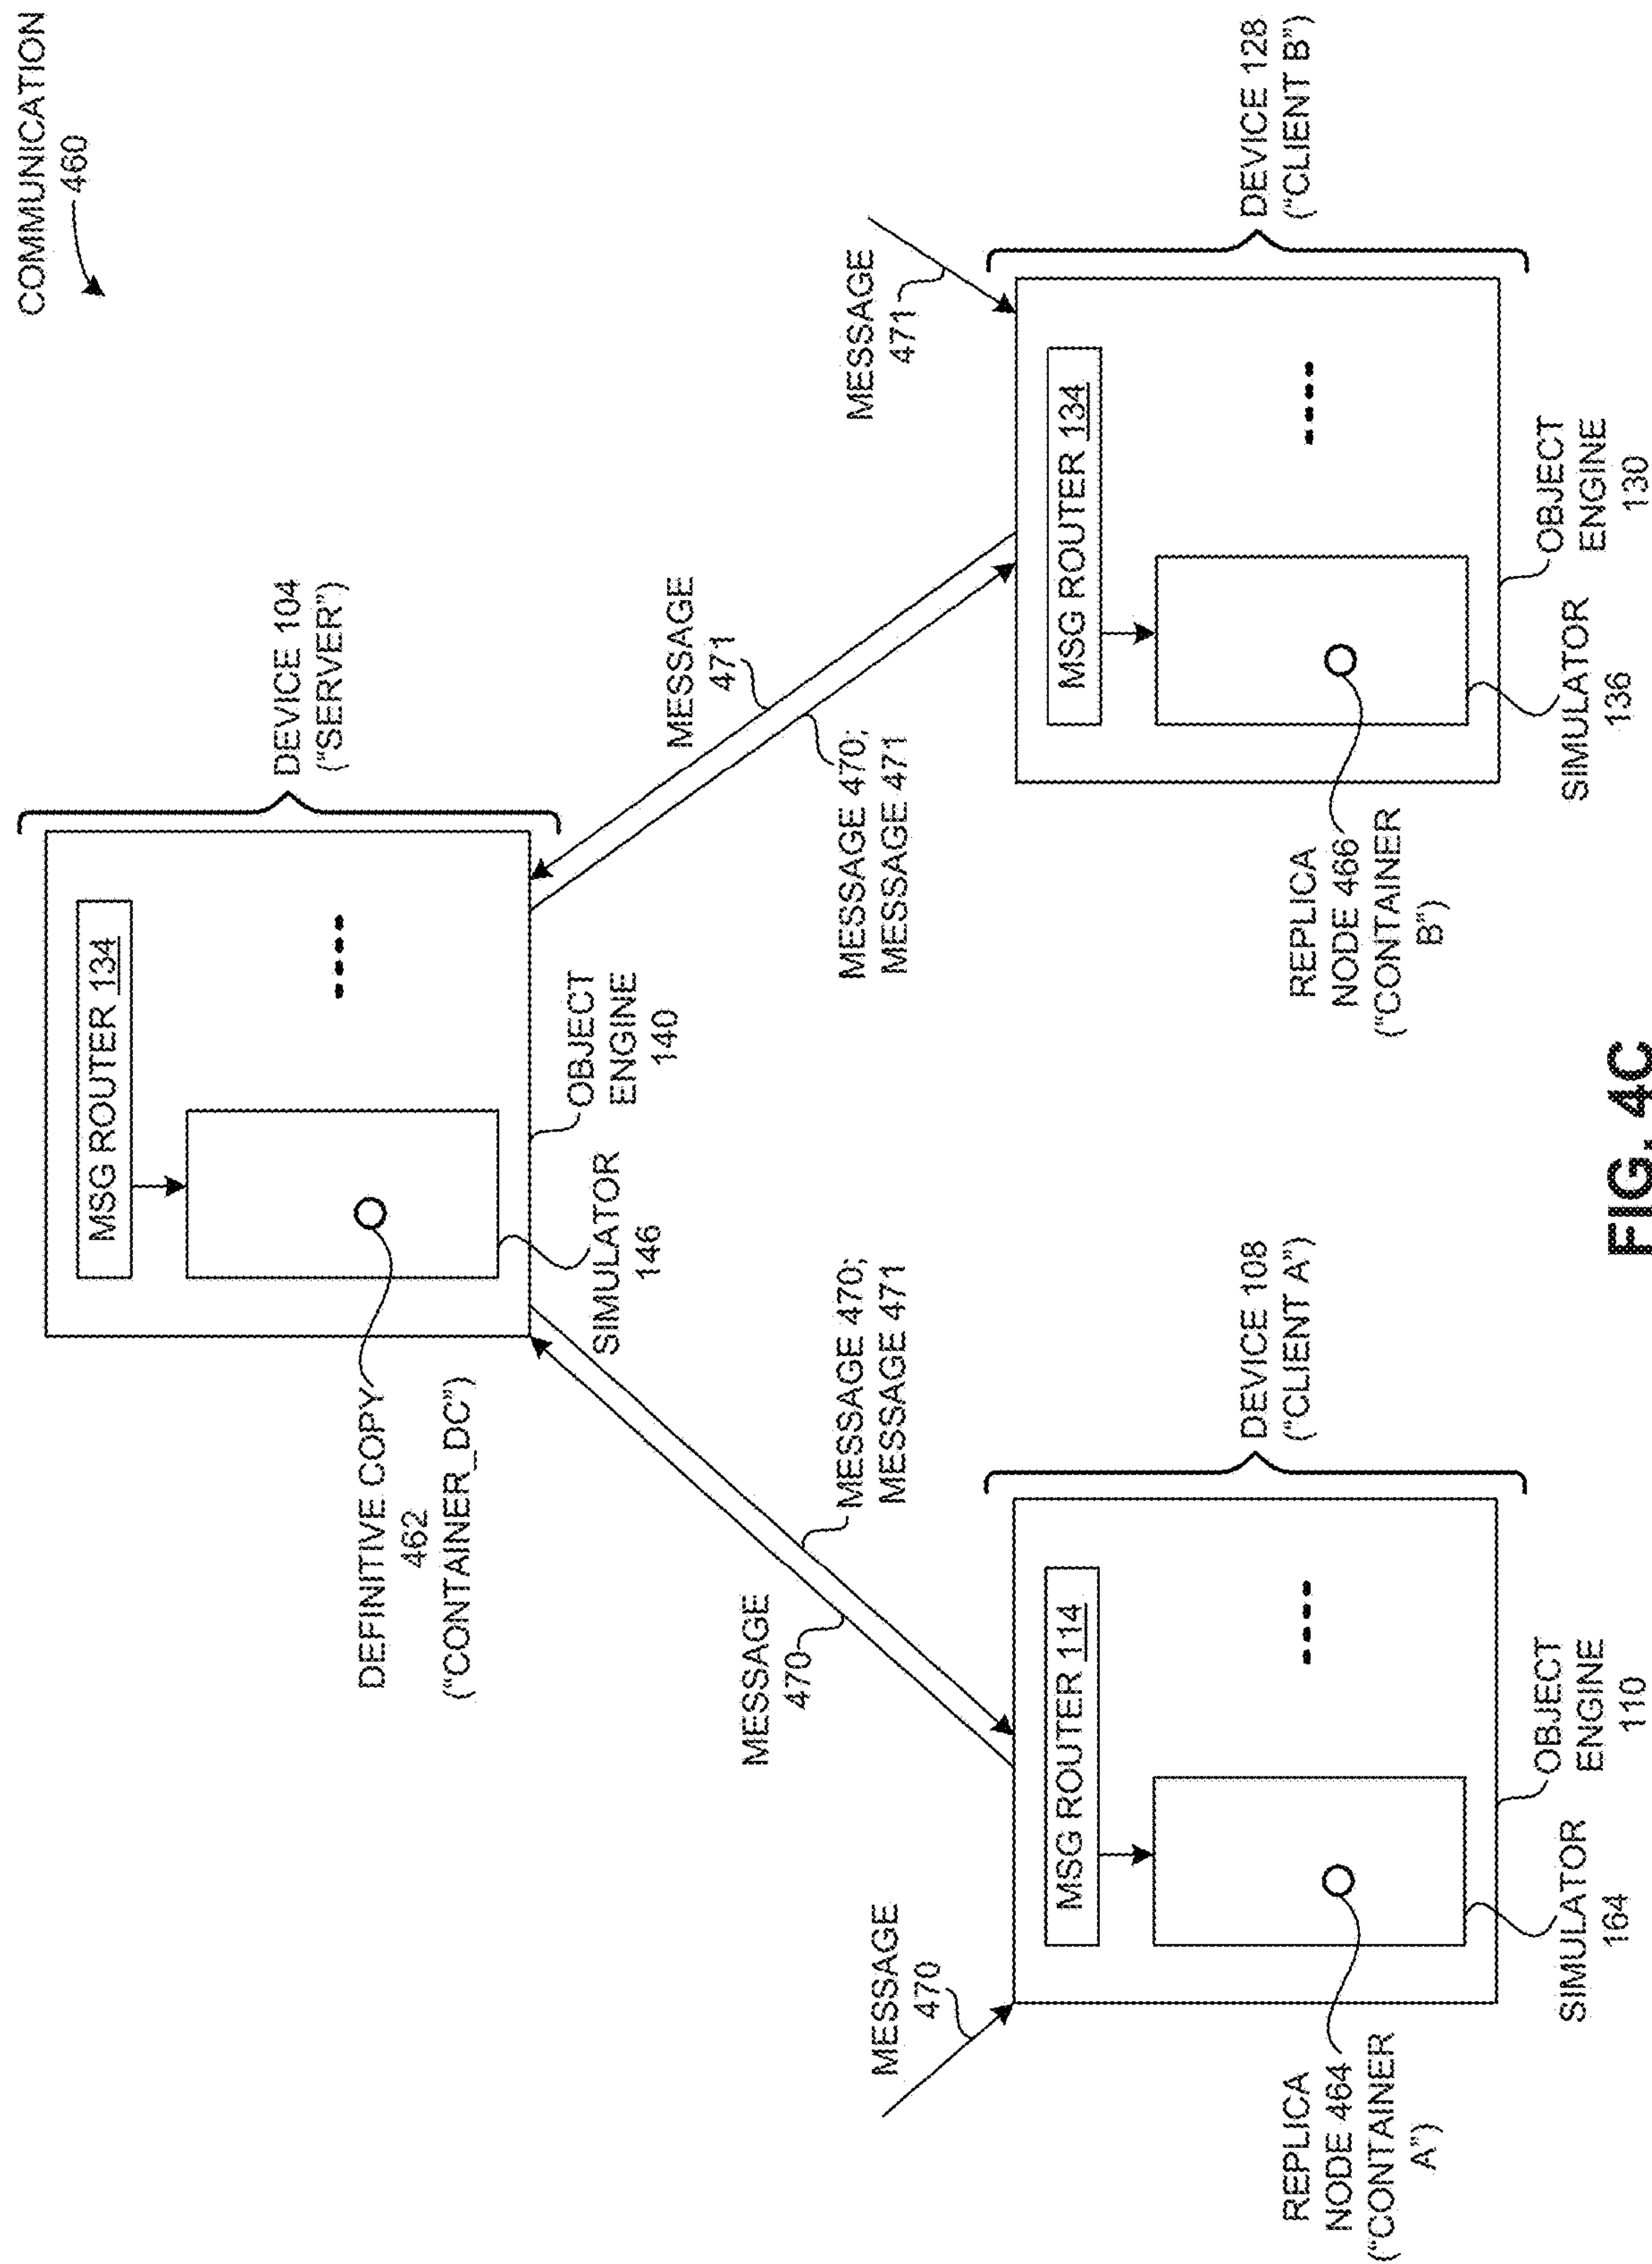 COMMUNICATION
460
DEVICE 104
("SERVER")
MSG ROUTER 134
DEFINITIVE COPY
462
("CONTAINER_DC")
SIMULATOR
146
OBJECT
ENGINE
140
MESSAGE
470
MESSAGE 470;
MESSAGE 471
MESSAGE
471
MESSAGE 470;
MESSAGE 471
MESSAGE
470
MESSAGE
471
DEVICE 108
("CLIENT A")
MSG ROUTER 114
REPLICA
NODE 464
("CONTAINER
A")
SIMULATOR
164
OBJECT
ENGINE
110
DEVICE 128
("CLIENT B")
MSG ROUTER 134
REPLICA
NODE 466
("CONTAINER
B")
SIMULATOR
136
OBJECT
ENGINE
130
FIG. 4C